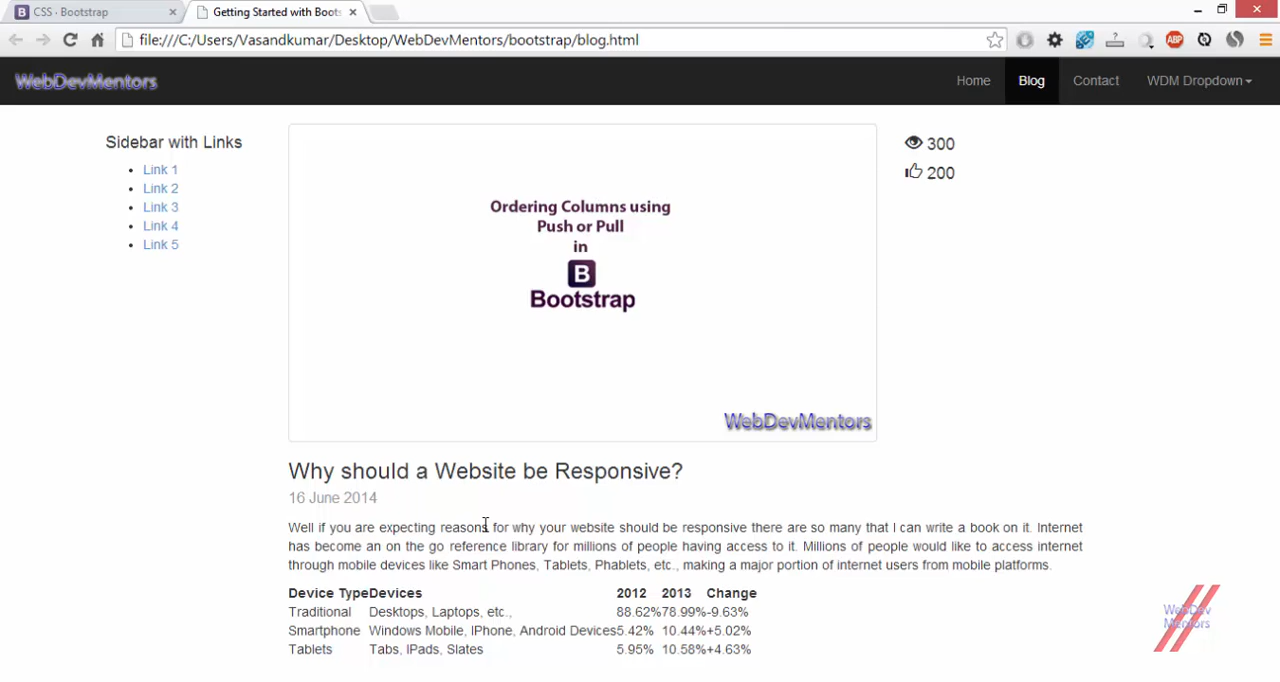 CSS · Bootstrap
Getting Started with Boots
file:///C:/Users/Vasandkumar/Desktop/WebDevMentors/bootstrap/blog.html
ABP
WebDevMentors
Home Blog Contact WDM Dropdown
Sidebar with Links
Link 1
Link 2
Link 3
Link 4
Link 5
Ordering Columns using
Push or Pull
in
B
Bootstrap
WebDevMentors
300
200
Why should a Website be Responsive?
16 June 2014
Well if you are expecting reasons for why your website should be responsive there are so many that I can write a book on it. Internet
has become an on the go reference library for millions of people having access to it. Millions of people would like to access internet
through mobile devices like Smart Phones, Tablets, Phablets, etc., making a major portion of internet users from mobile platforms.
Device Type Devices 2012 2013 Change
Traditional Desktops, Laptops, etc., 88.62% 78.99% -9.63%
Smartphone Windows Mobile, IPhone, Android Devices 5.42% 10.44% +5.02%
Tablets Tabs, IPads, Slates 5.95% 10.58% +4.63%
WebDev
Mentors